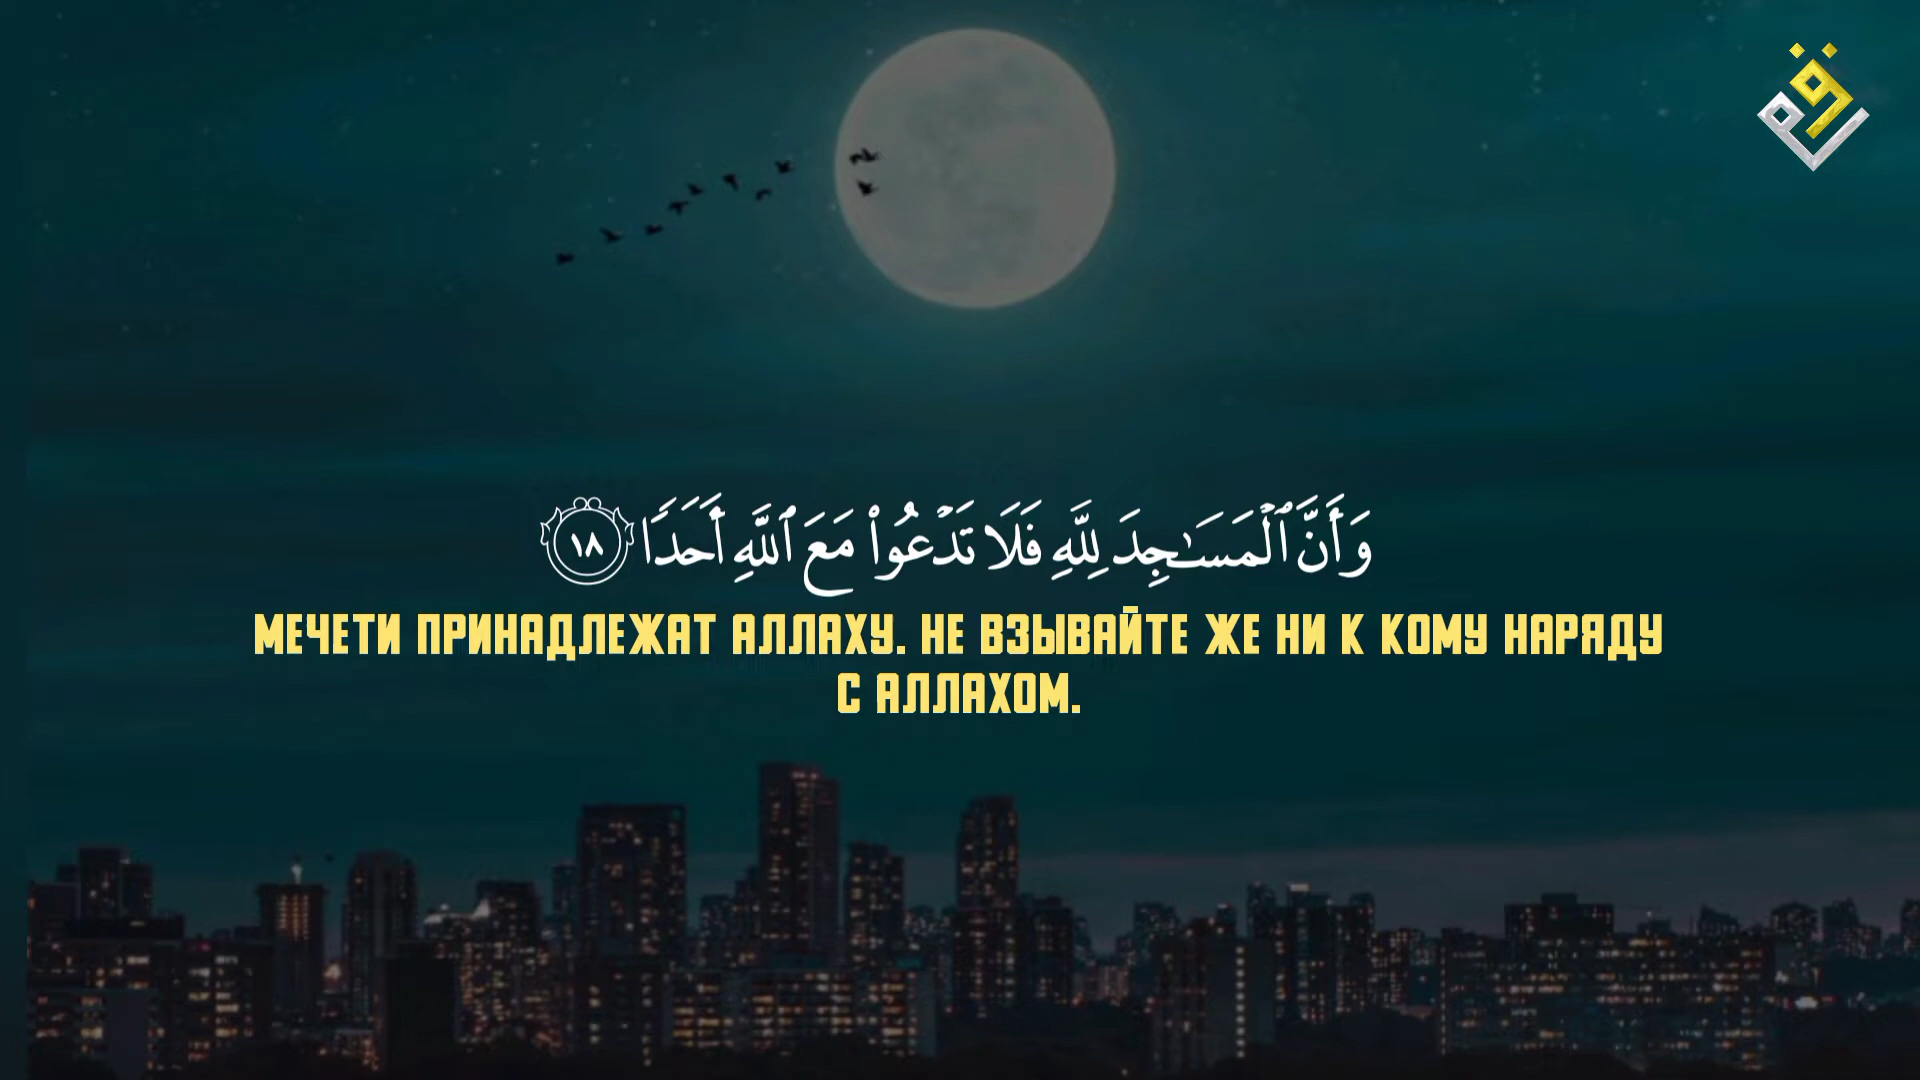 وَأَنَّ ٱلۡمَسَـٰجِدَ لِلَّهِ فَلَا تَدۡعُوا۟ مَعَ ٱللَّهِ أَحَدࣰا ١٨
МЕЧЕТИ ПРИНАДЛЕЖАТ АЛЛАХУ. НЕ ВЗЫВАЙТЕ ЖЕ НИ К КОМУ НАРЯДУ
С АЛЛАХОМ.